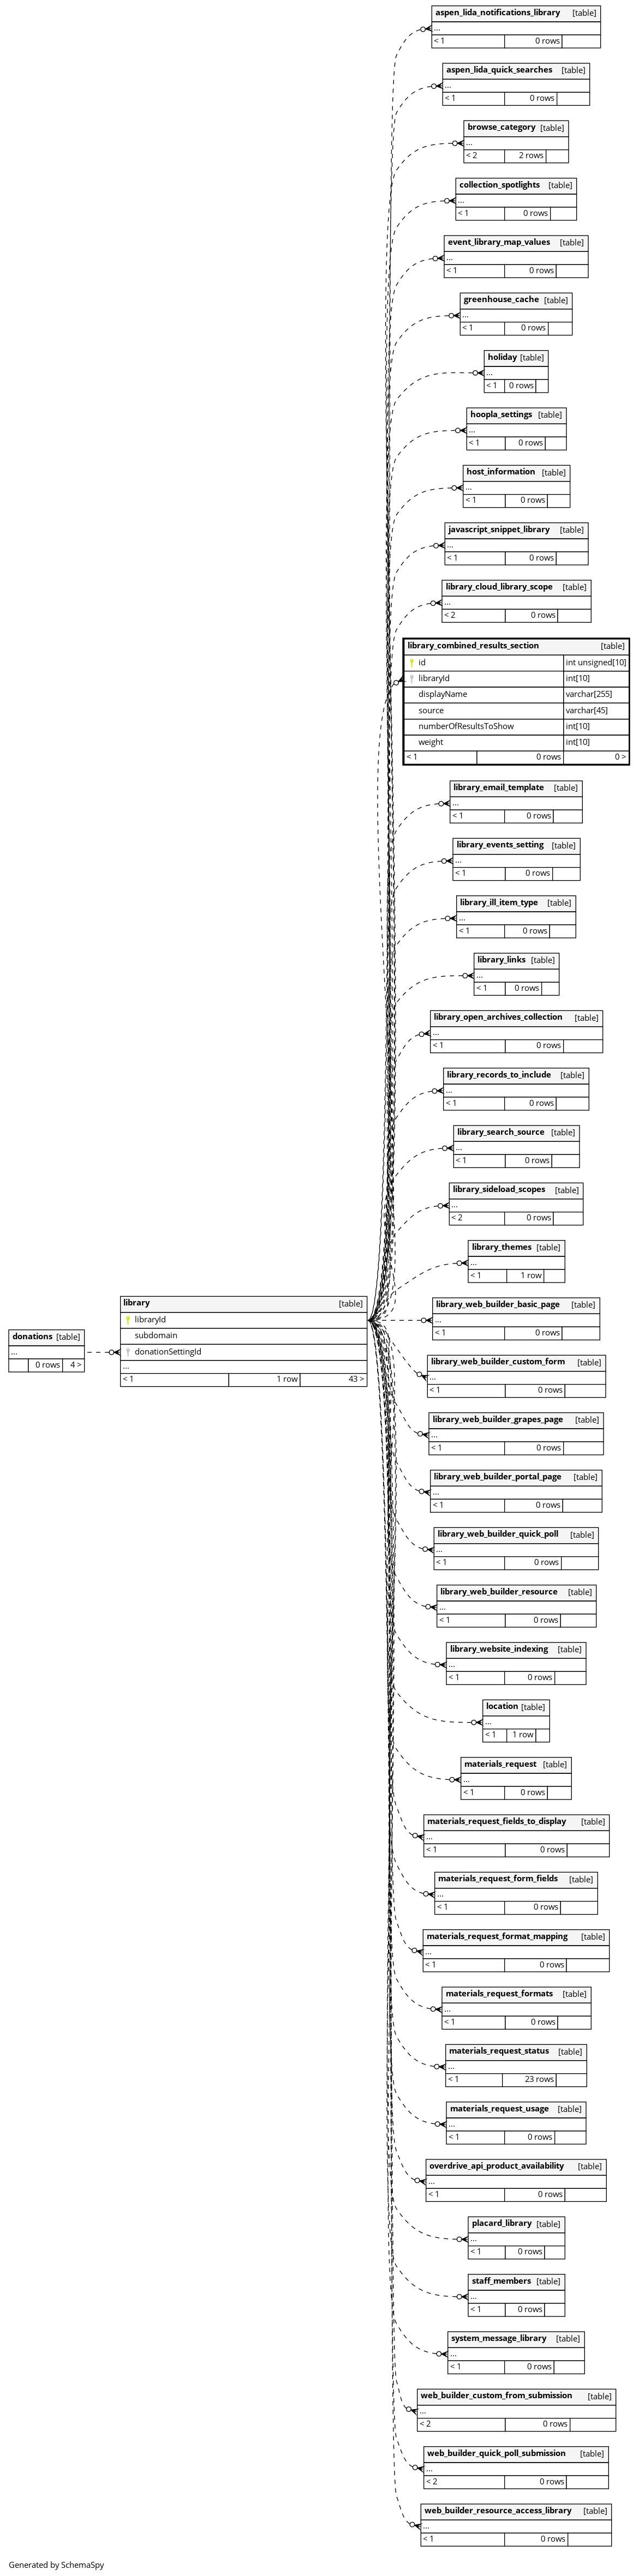 aspen_lida_notifications_library [table]
...
< 1 0 rows
aspen_lida_quick_searches [table]
...
< 1 0 rows
browse_category [table]
...
< 2 2 rows
collection_spotlights [table]
...
< 1 0 rows
event_library_map_values [table]
...
< 1 0 rows
greenhouse_cache [table]
...
< 1 0 rows
holiday [table]
...
< 1 0 rows
hoopla_settings [table]
...
< 1 0 rows
host_information [table]
...
< 1 0 rows
javascript_snippet_library [table]
...
< 1 0 rows
library_cloud_library_scope [table]
...
< 2 0 rows
library_combined_results_section [table]
id int unsigned[10]
libraryId int[10]
displayName varchar[255]
source varchar[45]
numberOfResultsToShow int[10]
weight int[10]
< 1 0 rows 0 >
library_email_template [table]
...
< 1 0 rows
library_events_setting [table]
...
< 1 0 rows
library_ill_item_type [table]
...
< 1 0 rows
library_links [table]
...
< 1 0 rows
library_open_archives_collection [table]
...
< 1 0 rows
library_records_to_include [table]
...
< 1 0 rows
library_search_source [table]
...
< 1 0 rows
library_sideload_scopes [table]
...
< 2 0 rows
library_themes [table]
...
< 1 1 row
library [table]
libraryId
subdomain
donationSettingId
...
< 1 1 row 43 >
donations [table]
...
0 rows 4 >
library_web_builder_basic_page [table]
...
< 1 0 rows
library_web_builder_custom_form [table]
...
< 1 0 rows
library_web_builder_grapes_page [table]
...
< 1 0 rows
library_web_builder_portal_page [table]
...
< 1 0 rows
library_web_builder_quick_poll [table]
...
< 1 0 rows
library_web_builder_resource [table]
...
< 1 0 rows
library_website_indexing [table]
...
< 1 0 rows
location [table]
...
< 1 1 row
materials_request [table]
...
< 1 0 rows
materials_request_fields_to_display [table]
...
< 1 0 rows
materials_request_form_fields [table]
...
< 1 0 rows
materials_request_format_mapping [table]
...
< 1 0 rows
materials_request_formats [table]
...
< 1 0 rows
materials_request_status [table]
...
< 1 23 rows
materials_request_usage [table]
...
< 1 0 rows
overdrive_api_product_availability [table]
...
< 1 0 rows
placard_library [table]
...
< 1 0 rows
staff_members [table]
...
< 1 0 rows
system_message_library [table]
...
< 1 0 rows
web_builder_custom_from_submission [table]
...
< 2 0 rows
web_builder_quick_poll_submission [table]
...
< 2 0 rows
web_builder_resource_access_library [table]
...
< 1 0 rows
Generated by SchemaSpy